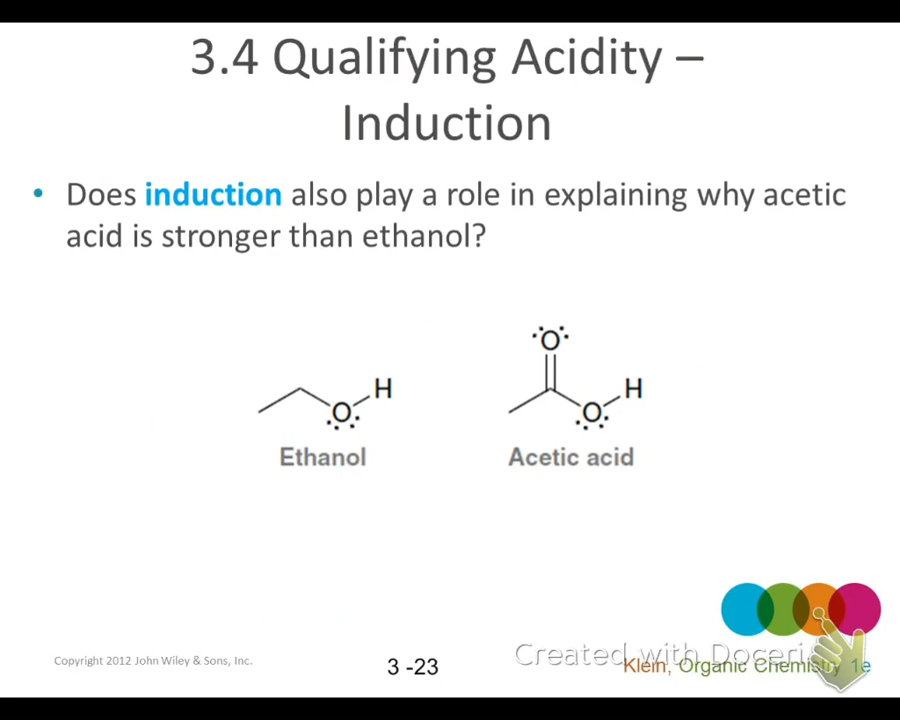 3.4 Qualifying Acidity –
Induction
• Does induction also play a role in explaining why acetic
acid is stronger than ethanol?
O
H
O
Ethanol
O
H
O
Acetic acid
Copyright 2012 John Wiley & Sons, Inc.
3 -23
Created with Doceri
Klein, Organic Chemistry 1e